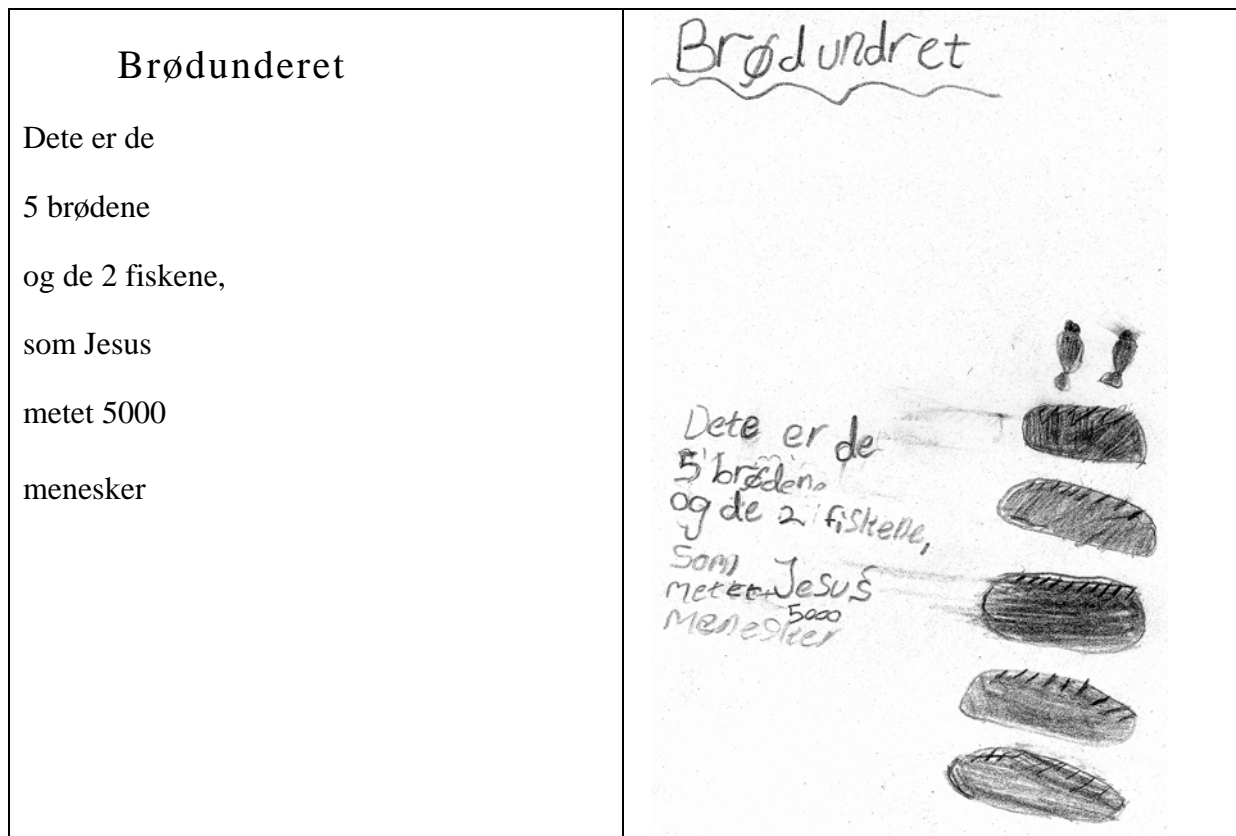 Brødunderet
Dete er de
5 brødene
og de 2 fiskene,
som Jesus
metet 5000
menesker
Brødundret
Dete er de
5 brødene
og de 2 fiskene,
Som Jesus
metet 5000
Menesker